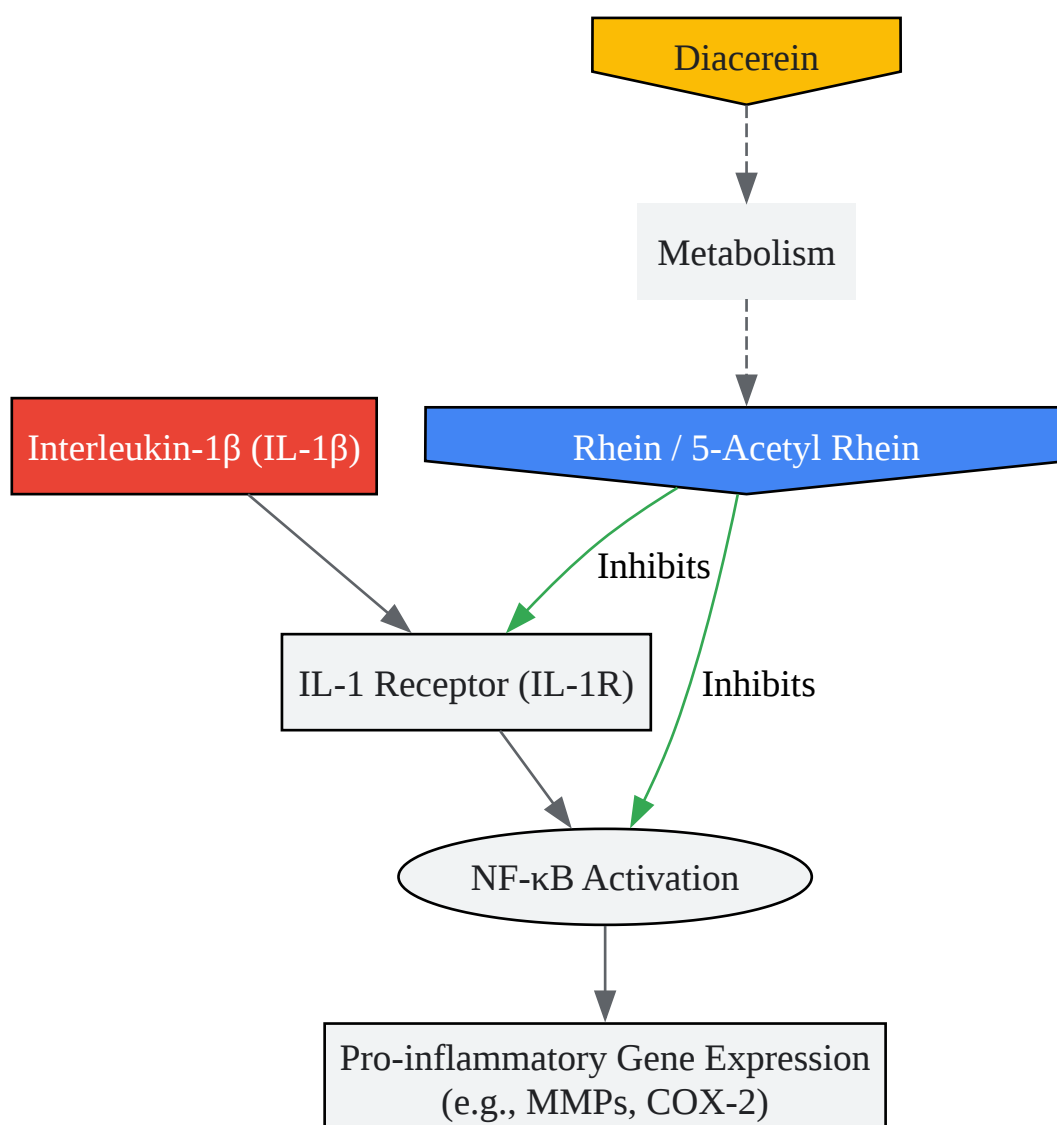 Diacerein
Metabolism
Interleukin-1β (IL-1β)
Rhein / 5-Acetyl Rhein
Inhibits
IL-1 Receptor (IL-1R)
Inhibits
NF-κB Activation
Pro-inflammatory Gene Expression
(e.g., MMPs, COX-2)